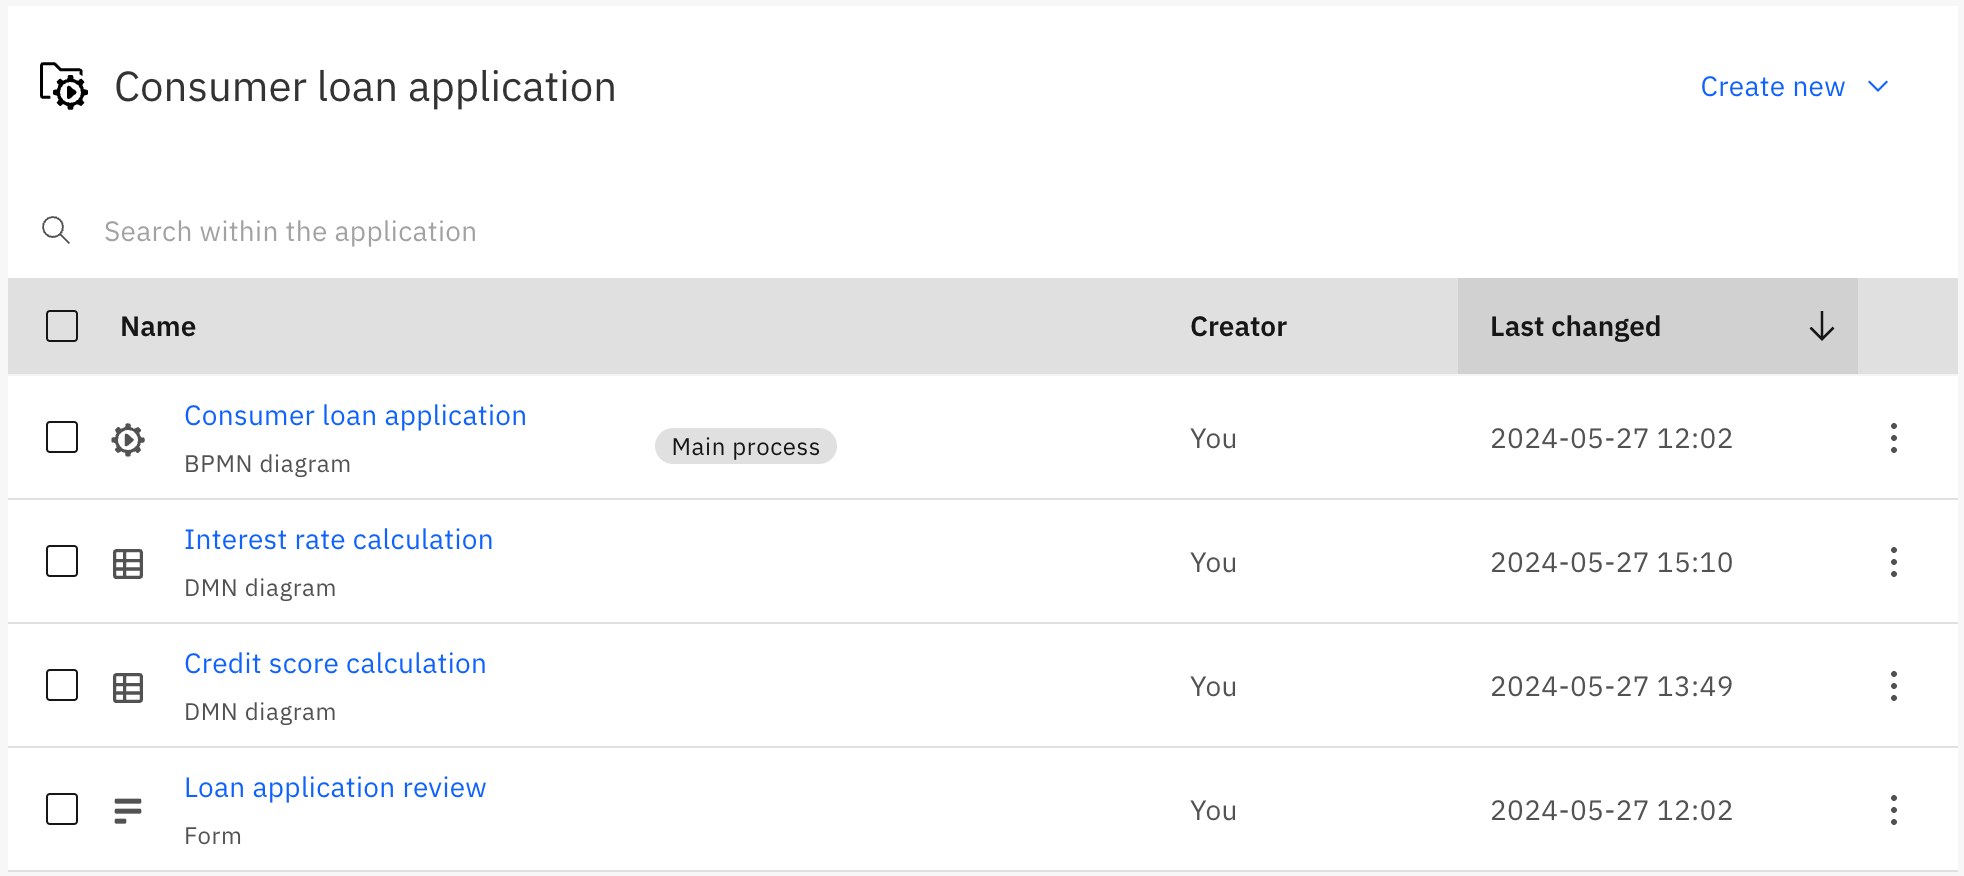 Consumer loan application
Create new
Search within the application
Name Creator Last changed
Consumer loan application
BPMN diagram
Main process
You
2024-05-27 12:02
Interest rate calculation
DMN diagram
You
2024-05-27 15:10
Credit score calculation
DMN diagram
You
2024-05-27 13:49
Loan application review
Form
You
2024-05-27 12:02